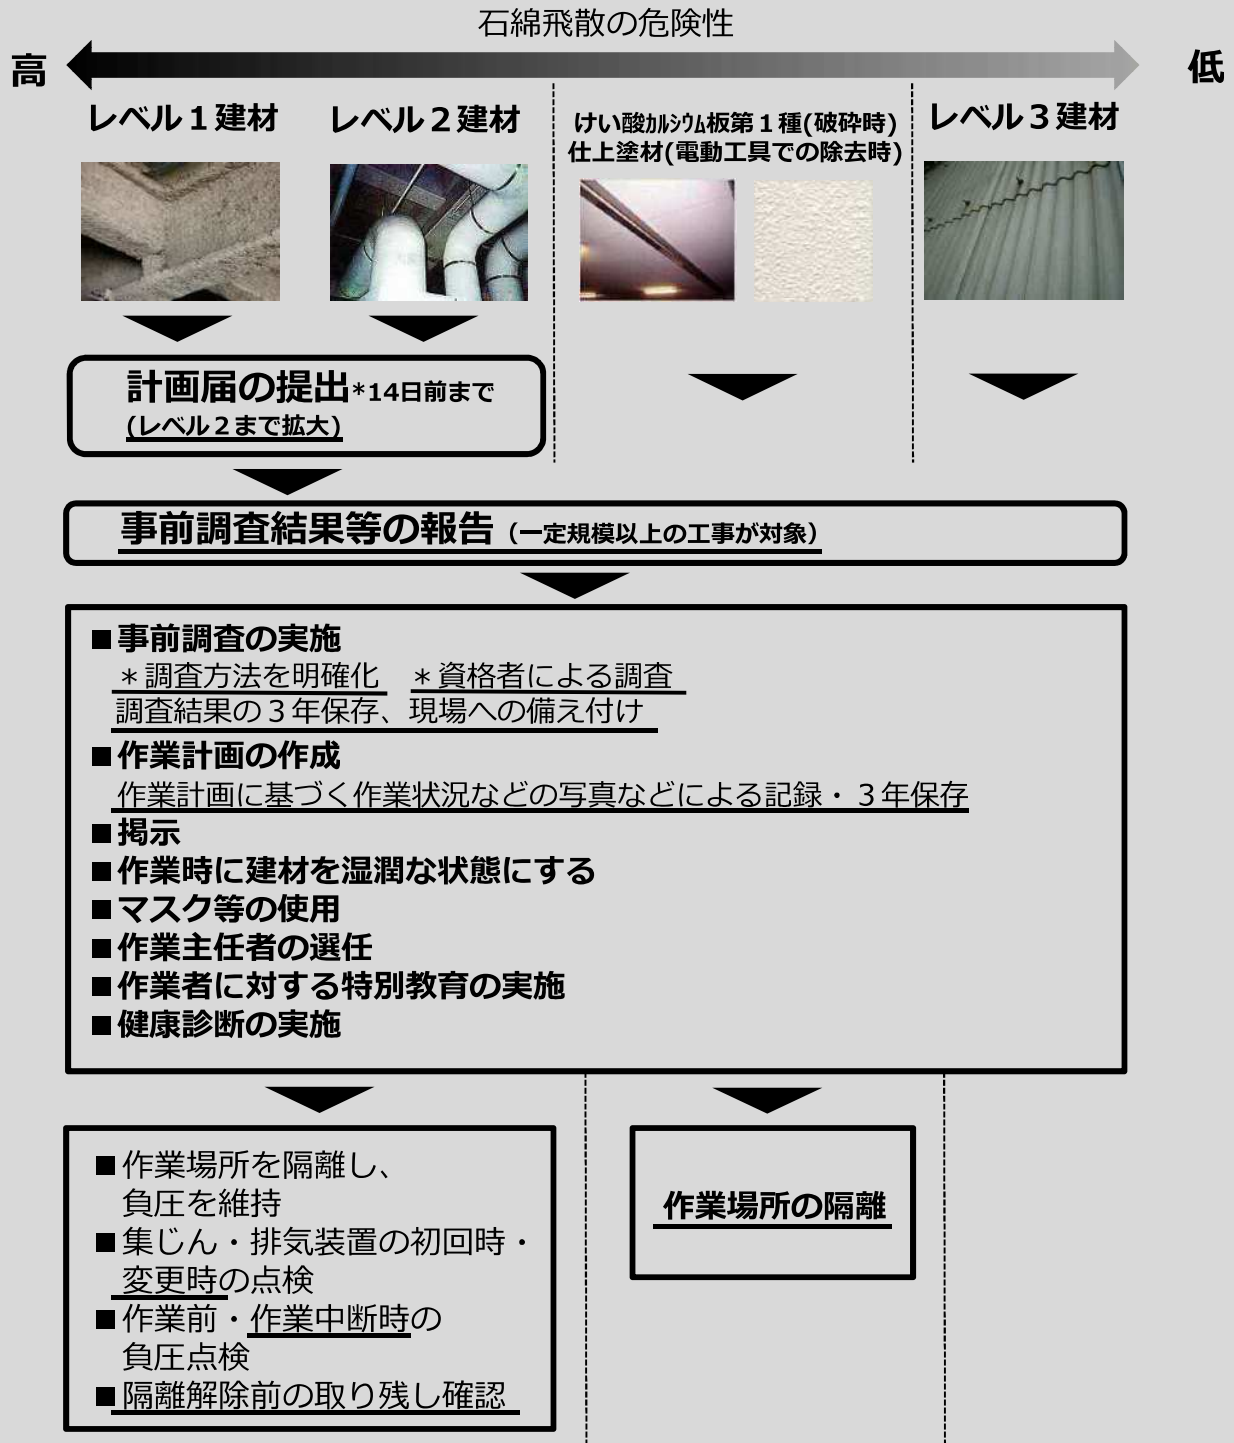 石綿飛散の危険性
高
低
レベル１建材
レベル２建材
けい酸ｶﾙｼｳﾑ板第１種(破砕時)
仕上塗材(電動工具での除去時)
レベル３建材
計画届の提出*14日前まで
(レベル２まで拡大)
事前調査結果等の報告（一定規模以上の工事が対象）
■事前調査の実施
＊調査方法を明確化　＊資格者による調査
調査結果の３年保存、現場への備え付け
■作業計画の作成
作業計画に基づく作業状況などの写真などによる記録・３年保存
■掲示
■作業時に建材を湿潤な状態にする
■マスク等の使用
■作業主任者の選任
■作業者に対する特別教育の実施
■健康診断の実施
■作業場所を隔離し、
負圧を維持
■集じん・排気装置の初回時・
変更時の点検
■作業前・作業中断時の
負圧点検
■隔離解除前の取り残し確認
作業場所の隔離